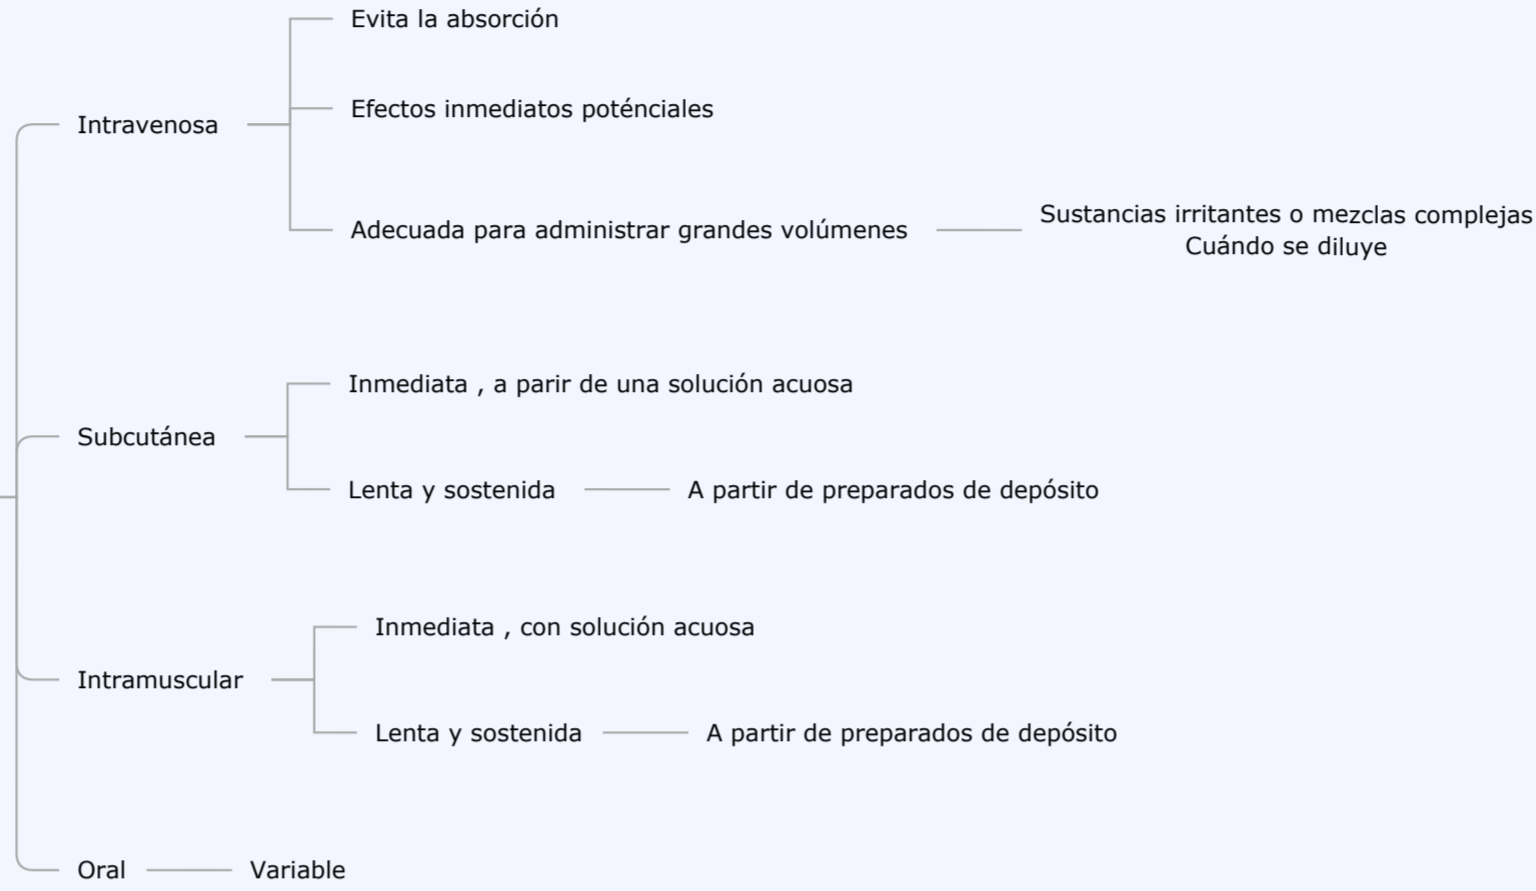 Intravenosa
Evita la absorción
Efectos inmediatos poténciales
Adecuada para administrar grandes volúmenes
Sustancias irritantes o mezclas complejas
Cuándo se diluye
Subcutánea
Inmediata , a parir de una solución acuosa
Lenta y sostenida
A partir de preparados de depósito
Intramuscular
Inmediata , con solución acuosa
Lenta y sostenida
A partir de preparados de depósito
Oral
Variable